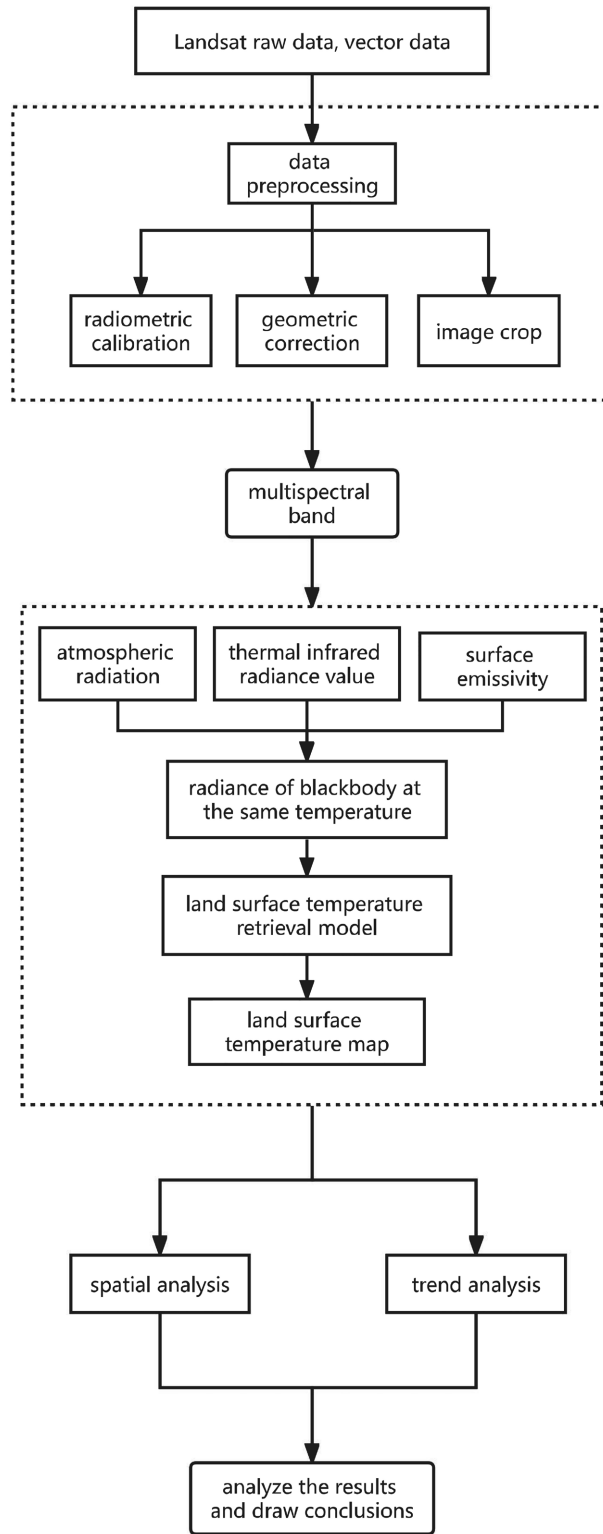 Landsat raw data, vector data
data
preprocessing
radiometric
calibration
geometric
correction
image crop
multispectral
band
atmospheric
radiation
thermal infrared
radiance value
surface
emissivity
radiance of blackbody at
the same temperature
land surface temperature
retrieval model
land surface
temperature map
spatial analysis
trend analysis
analyze the results
and draw conclusions